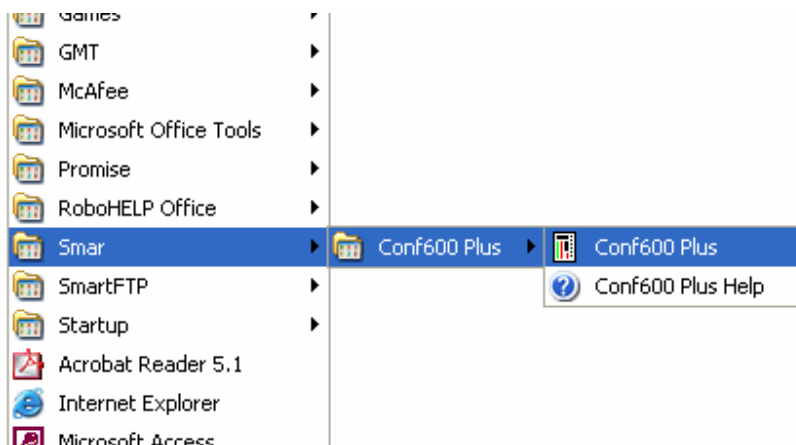 Games
GMT
McAfee
Microsoft Office Tools
Promise
RoboHELP Office
Smar Conf600 Plus Conf600 Plus
SmartFTP Conf600 Plus Help
Startup
Acrobat Reader 5.1
Internet Explorer
Microsoft Access